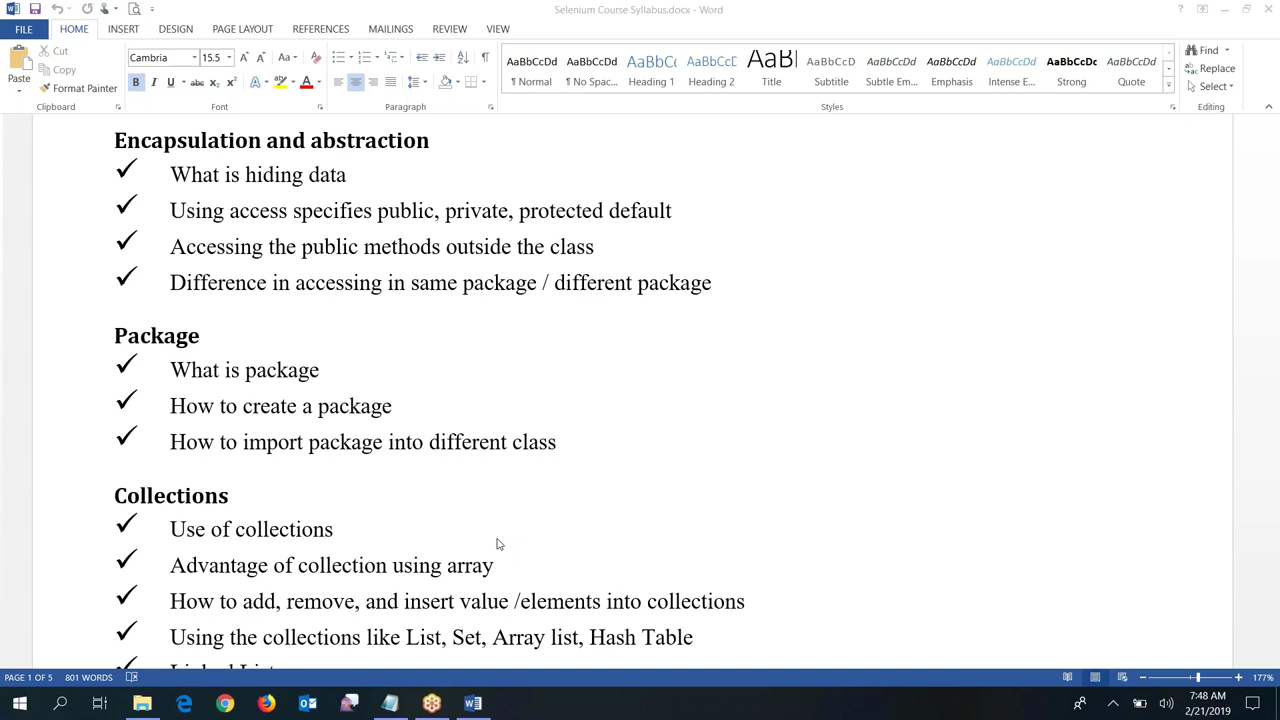 Selenium Course Syllabus.docx - Word
FILE HOME INSERT DESIGN PAGE LAYOUT REFERENCES MAILINGS REVIEW VIEW
Paste
Cut
Copy
Format Painter
Clipboard
Cambria 15.5
Font
Paragraph
AaBbCcDd AaBbCcDd AaBbCc AaBbCcD AaBl AaBbCcD AaBbCcDd AaBbCcDd AaBbCcDd AaBbCcDc AaBbCcDd
¶ Normal ¶ No Spac... Heading 1 Heading 2 Title Subtitle Subtle Em... Emphasis Intense E... Strong Quote
Styles
Find
Replace
Select
Editing
Encapsulation and abstraction
What is hiding data
Using access specifies public, private, protected default
Accessing the public methods outside the class
Difference in accessing in same package / different package
Package
What is package
How to create a package
How to import package into different class
Collections
Use of collections
Advantage of collection using array
How to add, remove, and insert value /elements into collections
Using the collections like List, Set, Array list, Hash Table
Linked List
PAGE 1 OF 5 801 WORDS 177%
7:48 AM
2/21/2019